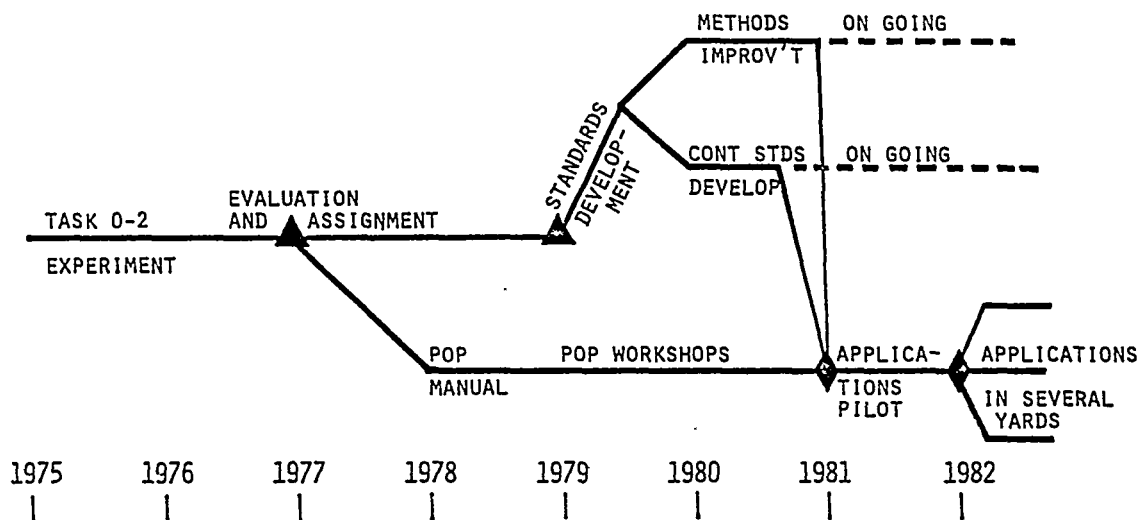 METHODS
IMPROV'T
ON GOING
STANDARDS
DEVELOP-
MENT
CONT STDS
DEVELOP
ON GOING
TASK O-2
EXPERIMENT
EVALUATION
AND ASSIGNMENT
POP
MANUAL
POP WORKSHOPS
APPLICA-
TIONS
PILOT
APPLICATIONS
IN SEVERAL
YARDS
1975 1976 1977 1978 1979 1980 1981 1982